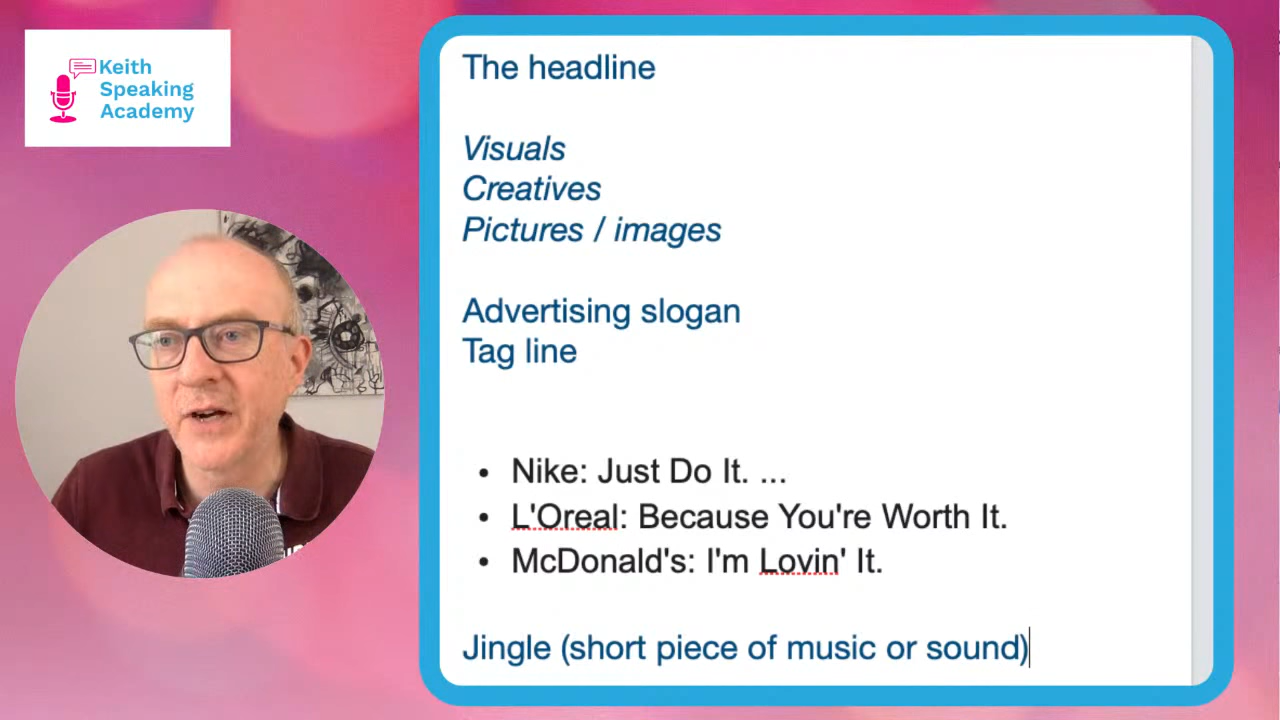 Keith
Speaking
Academy
The headline
Visuals
Creatives
Pictures / images
Advertising slogan
Tag line
• Nike: Just Do It. ...
• L'Oreal: Because You're Worth It.
• McDonald's: I'm Lovin' It.
Jingle (short piece of music or sound)